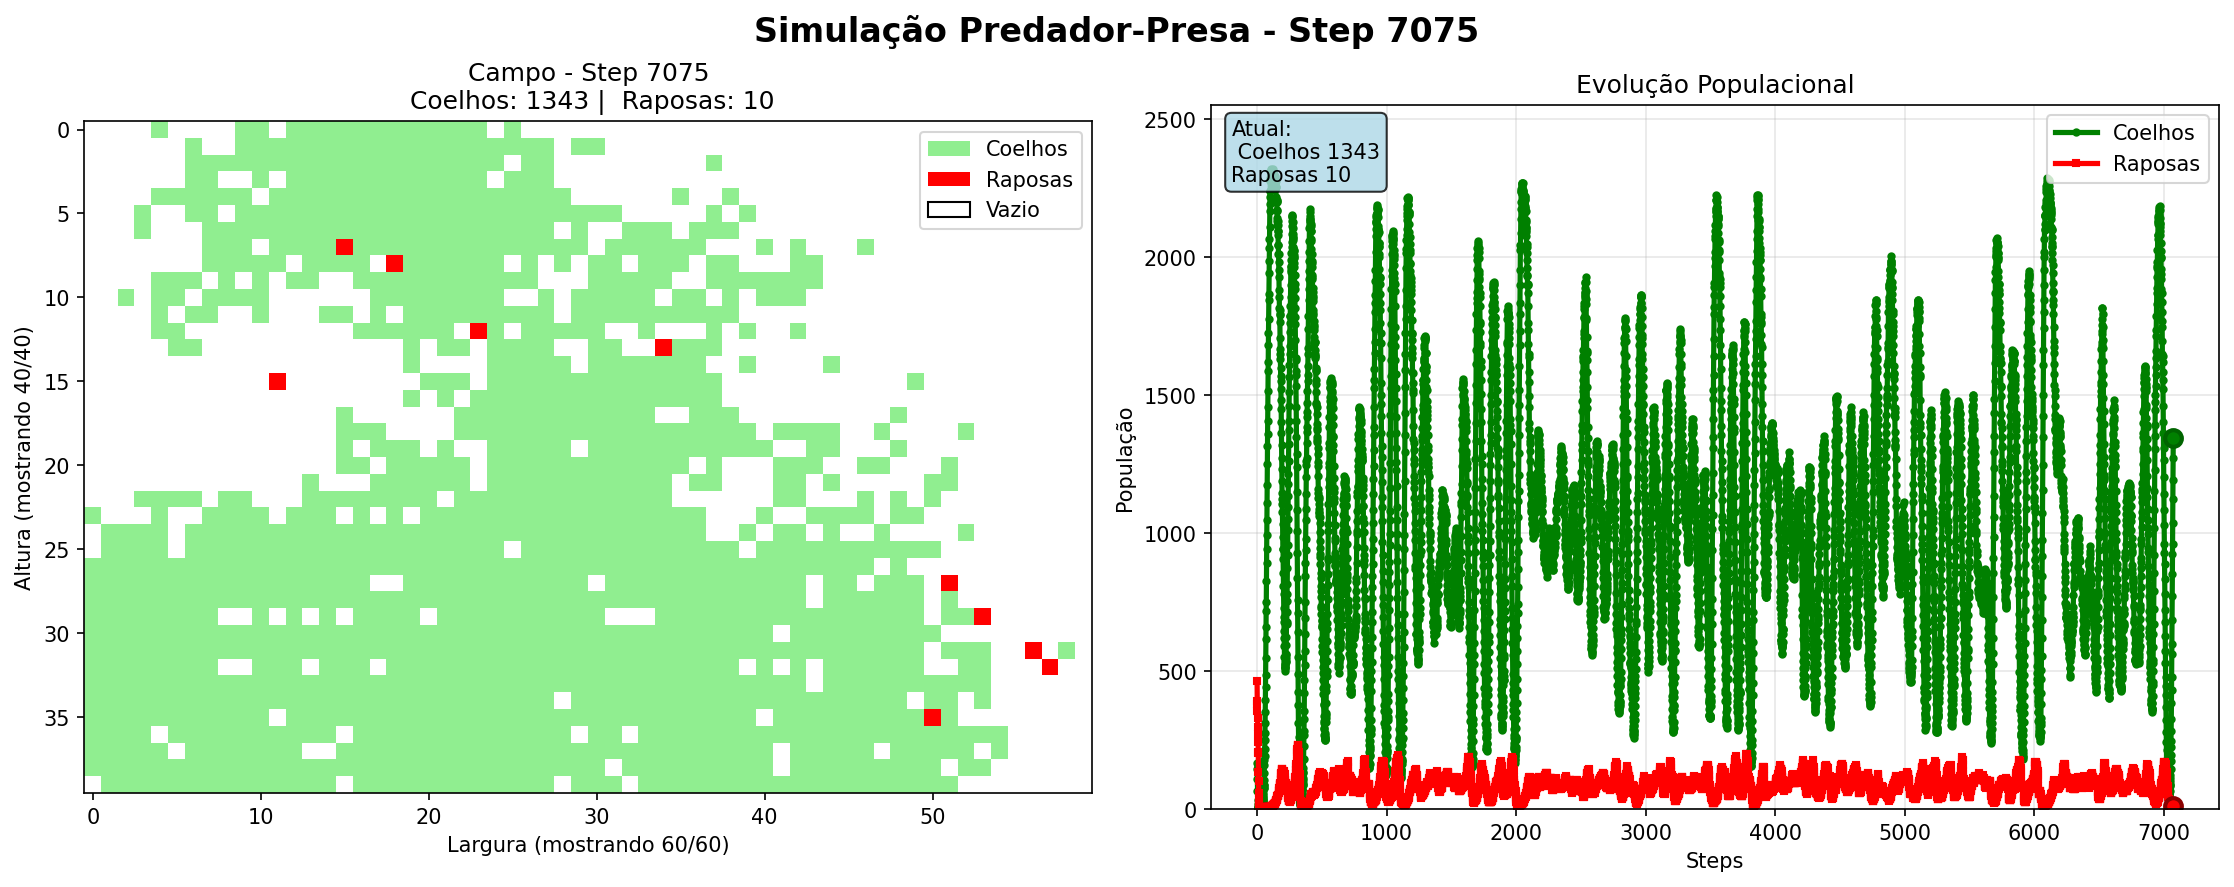 Simulação Predador-Presa - Step 7075
Campo - Step 7075
Coelhos: 1343 |  Raposas: 10
Coelhos
Raposas
Vazio
0
5
10
15
20
25
30
35
Altura (mostrando 40/40)
0
10
20
30
40
50
Largura (mostrando 60/60)
Evolução Populacional
Atual:
Coelhos 1343
Raposas 10
Coelhos
Raposas
2500
2000
1500
1000
500
0
População
0
1000
2000
3000
4000
5000
6000
7000
Steps